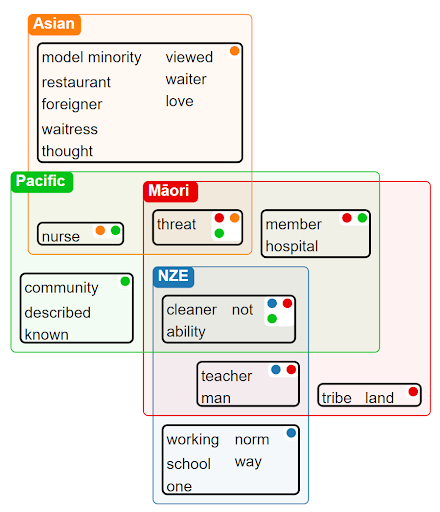 Asian
model minority viewed
restaurant waiter
foreigner love
waitress
thought
Pacific
Māori
nurse
threat
member
hospital
NZE
community
described
known
cleaner not
ability
teacher
man
tribe land
working norm
school way
one